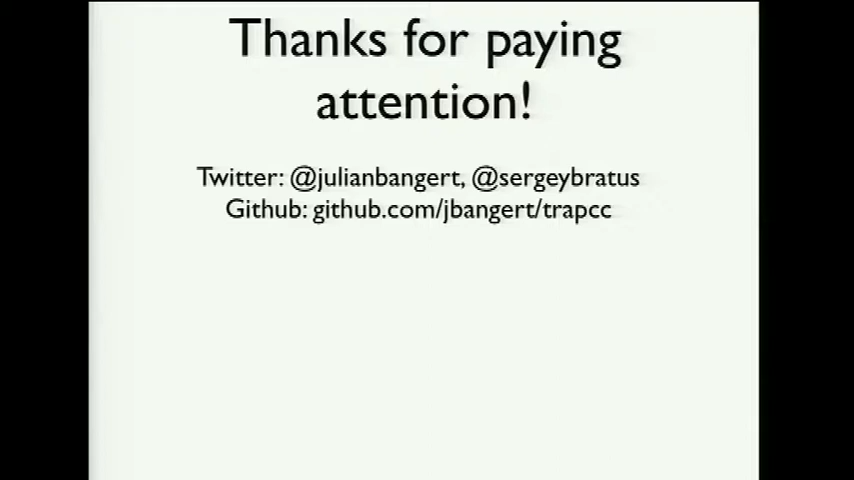 Thanks for paying
attention!
Twitter: @julianbangert, @sergeybratus
Github: github.com/jbangert/trapcc